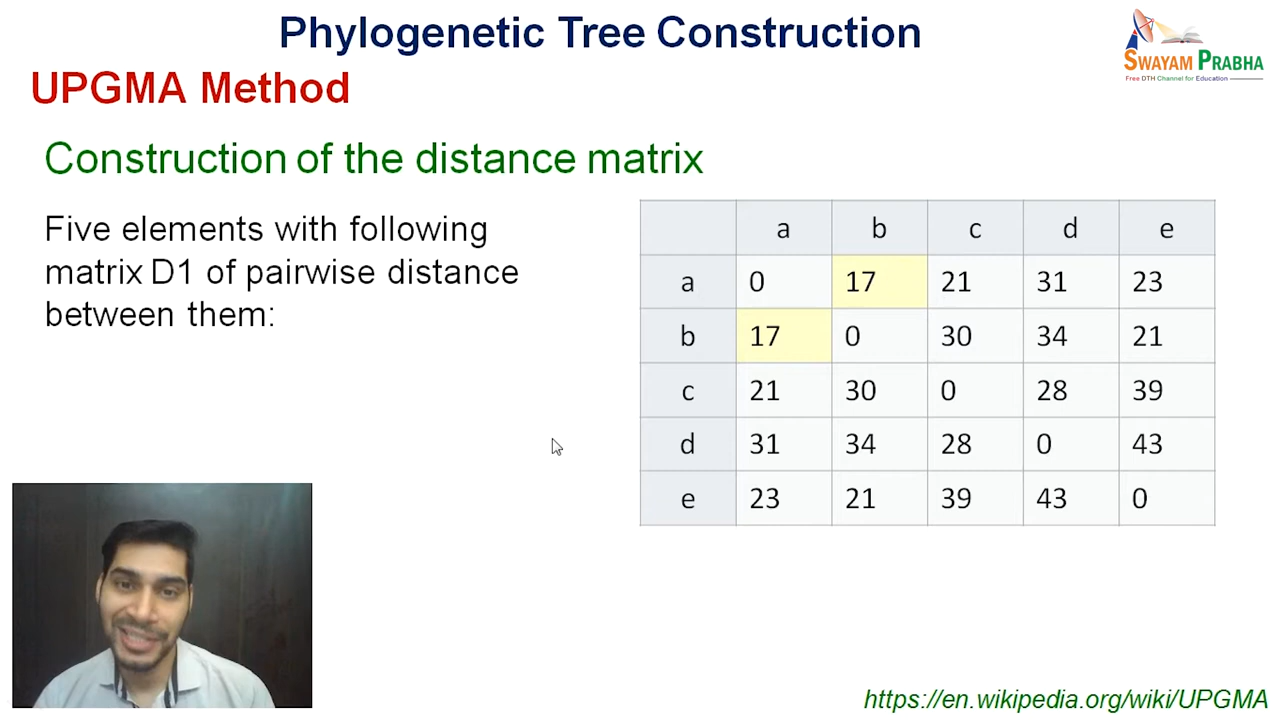 Phylogenetic Tree Construction
SWAYAM PRABHA
Free DTH Channel for Education
UPGMA Method
Construction of the distance matrix
Five elements with following
matrix D1 of pairwise distance
between them:
a b c d e
a 0 17 21 31 23
b 17 0 30 34 21
c 21 30 0 28 39
d 31 34 28 0 43
e 23 21 39 43 0
https://en.wikipedia.org/wiki/UPGMA